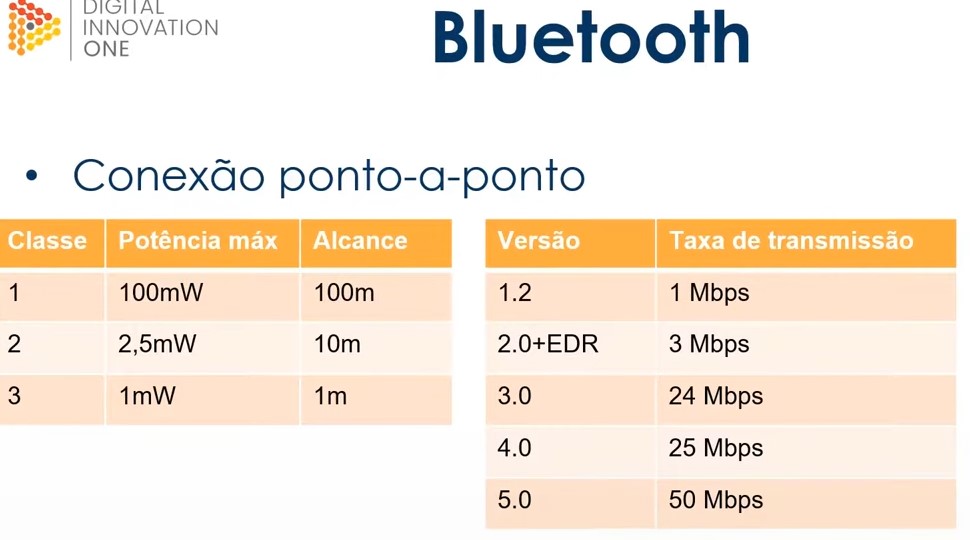 DIGITAL
INNOVATION
ONE
Bluetooth
• Conexão ponto-a-ponto
Classe Potência máx Alcance
1 100mW 100m
2 2,5mW 10m
3 1mW 1m
Versão Taxa de transmissão
1.2 1 Mbps
2.0+EDR 3 Mbps
3.0 24 Mbps
4.0 25 Mbps
5.0 50 Mbps